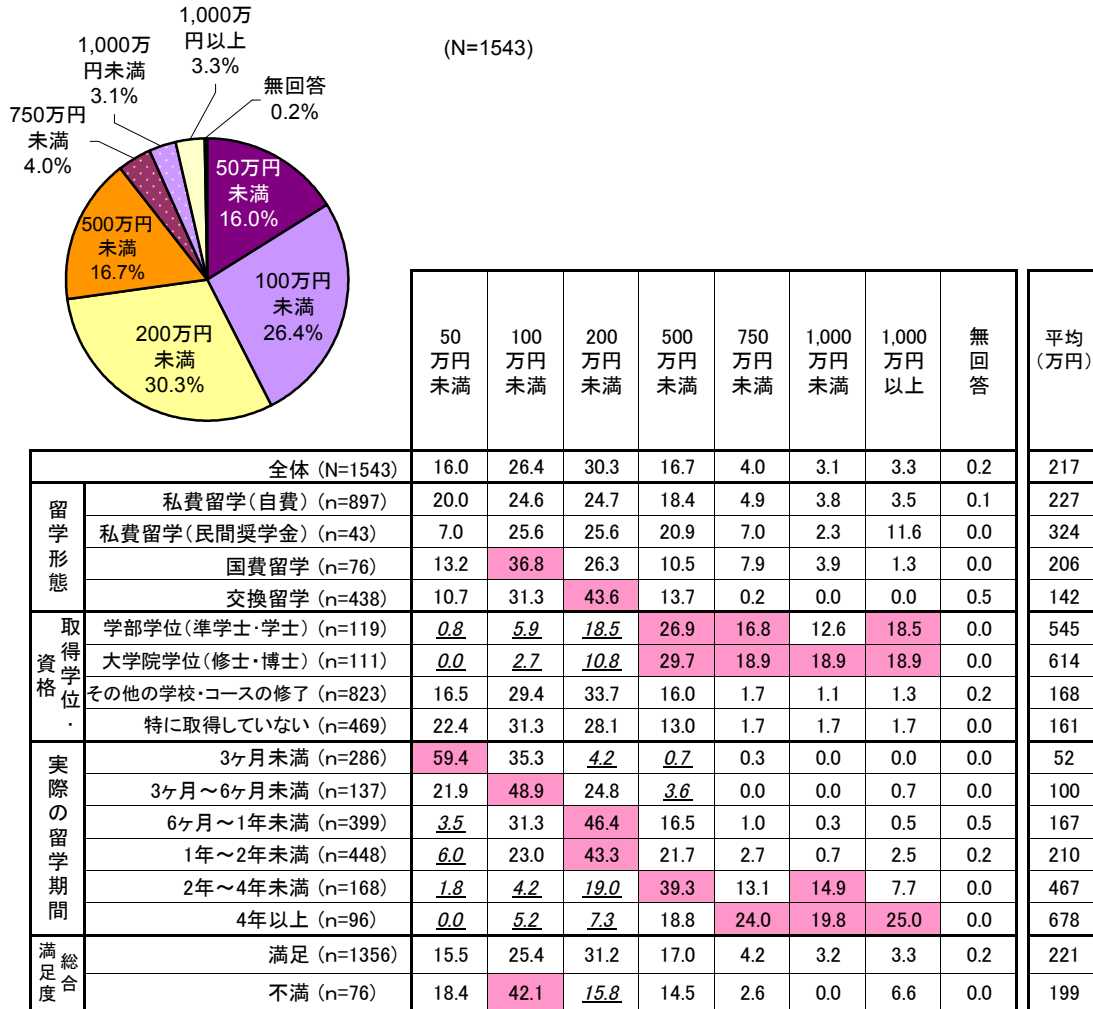 1,000万
円以上
3.3%
(N=1543)
1,000万
円未満
3.1%
無回答
0.2%
750万円
未満
4.0%
50万円
未満
16.0%
500万円
未満
16.7%
100万円
未満
26.4%
200万円
未満
30.3%
50万円未満 100万円未満 200万円未満 500万円未満 750万円未満 1,000万円未満 1,000万円以上 無回答 平均(万円)
全体 (N=1543) 16.0 26.4 30.3 16.7 4.0 3.1 3.3 0.2 217
留学形態
私費留学(自費) (n=897) 20.0 24.6 24.7 18.4 4.9 3.8 3.5 0.1 227
私費留学(民間奨学金) (n=43) 7.0 25.6 25.6 20.9 7.0 2.3 11.6 0.0 324
国費留学 (n=76) 13.2 36.8 26.3 10.5 7.9 3.9 1.3 0.0 206
交換留学 (n=438) 10.7 31.3 43.6 13.7 0.2 0.0 0.0 0.5 142
取得学位・資格
学部学位(準学士・学士) (n=119) 0.8 5.9 18.5 26.9 16.8 12.6 18.5 0.0 545
大学院学位(修士・博士) (n=111) 0.0 2.7 10.8 29.7 18.9 18.9 18.9 0.0 614
その他の学校・コースの修了 (n=823) 16.5 29.4 33.7 16.0 1.7 1.1 1.3 0.2 168
特に取得していない (n=469) 22.4 31.3 28.1 13.0 1.7 1.7 1.7 0.0 161
実際の留学期間
3ヶ月未満 (n=286) 59.4 35.3 4.2 0.7 0.3 0.0 0.0 0.0 52
3ヶ月～6ヶ月未満 (n=137) 21.9 48.9 24.8 3.6 0.0 0.0 0.7 0.0 100
6ヶ月～1年未満 (n=399) 3.5 31.3 46.4 16.5 1.0 0.3 0.5 0.5 167
1年～2年未満 (n=448) 6.0 23.0 43.3 21.7 2.7 0.7 2.5 0.2 210
2年～4年未満 (n=168) 1.8 4.2 19.0 39.3 13.1 14.9 7.7 0.0 467
4年以上 (n=96) 0.0 5.2 7.3 18.8 24.0 19.8 25.0 0.0 678
総合満足度
満足 (n=1356) 15.5 25.4 31.2 17.0 4.2 3.2 3.3 0.2 221
不満 (n=76) 18.4 42.1 15.8 14.5 2.6 0.0 6.6 0.0 199